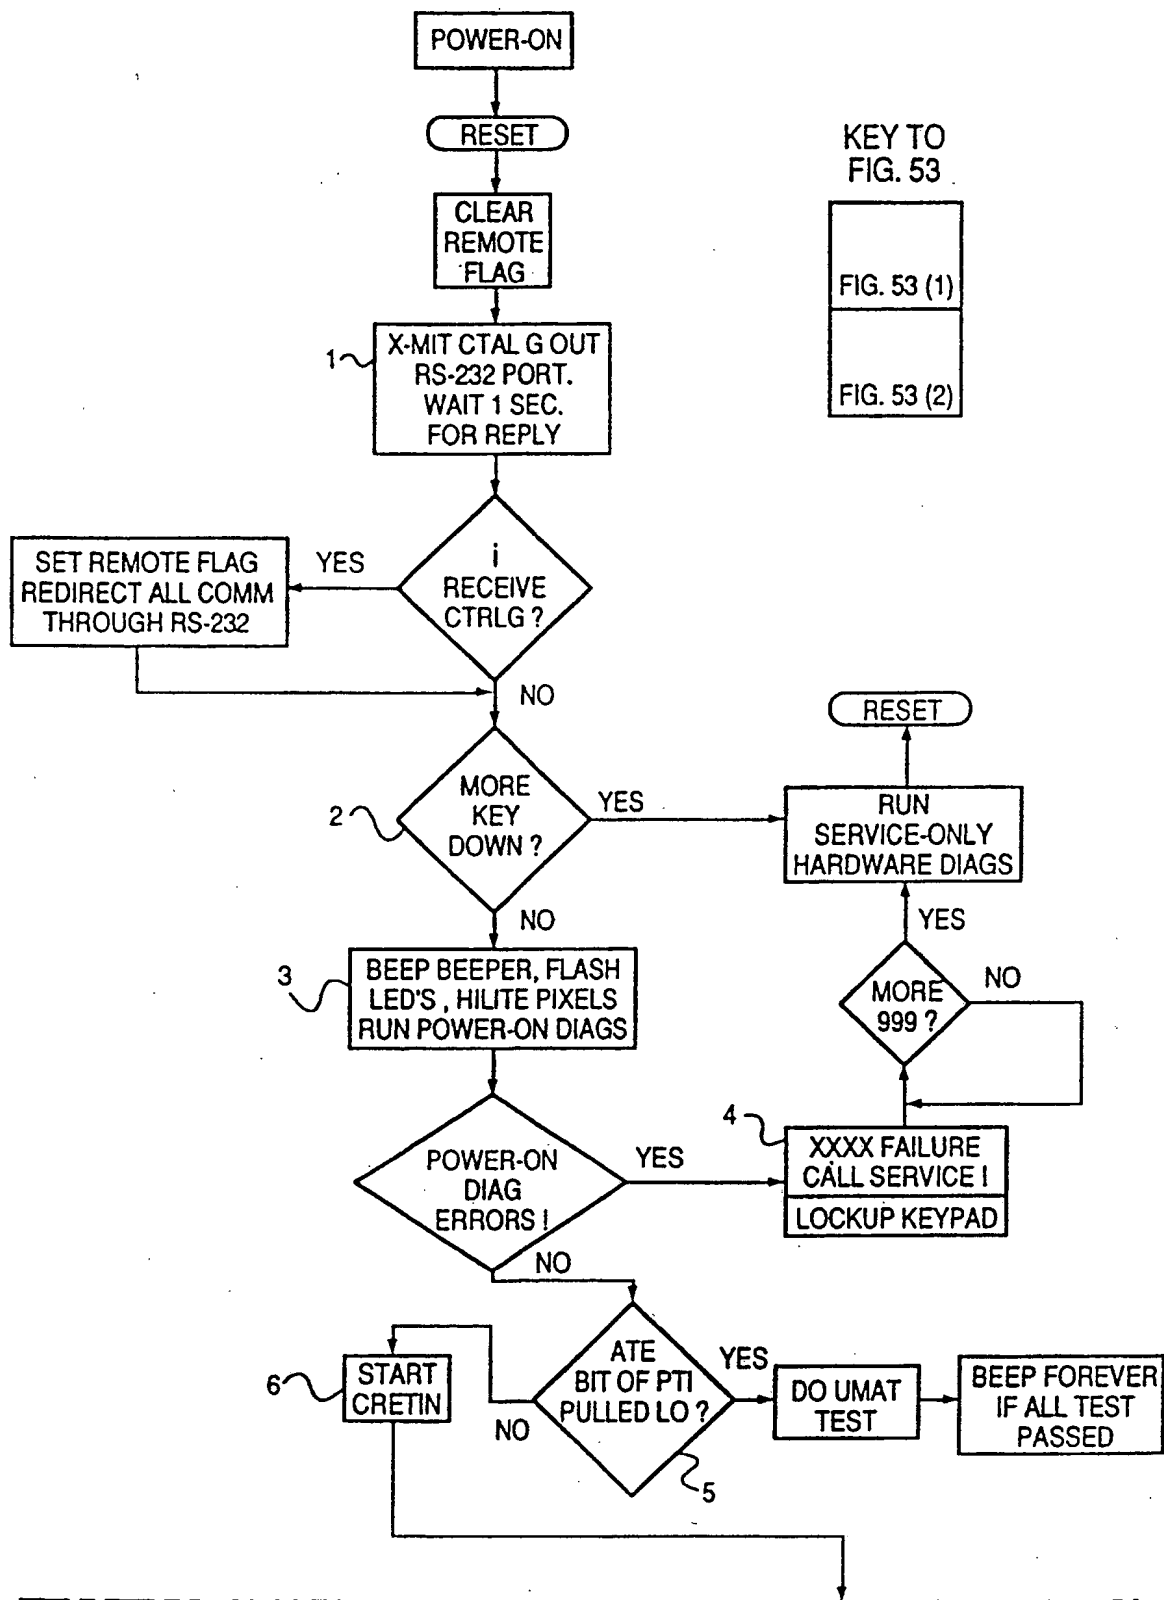 POWER-ON
RESET
KEY TO
FIG. 53
CLEAR
REMOTE
FLAG
FIG. 53 (1)
FIG. 53 (2)
1
X-MIT CTAL G OUT
RS-232 PORT.
WAIT 1 SEC.
FOR REPLY
i
RECEIVE
CTRLG ?
YES
SET REMOTE FLAG
REDIRECT ALL COMM
THROUGH RS-232
NO
RESET
2
MORE
KEY
DOWN ?
YES
RUN
SERVICE-ONLY
HARDWARE DIAGS
NO
YES
3
BEEP BEEPER, FLASH
LED'S , HILITE PIXELS
RUN POWER-ON DIAGS
MORE
999 ?
NO
4
XXXX FAILURE
CALL SERVICE I
LOCKUP KEYPAD
POWER-ON
DIAG
ERRORS I
YES
NO
ATE
BIT OF PTI
PULLED LO ?
YES
DO UMAT
TEST
BEEP FOREVER
IF ALL TEST
PASSED
6
START
CRETIN
NO
5